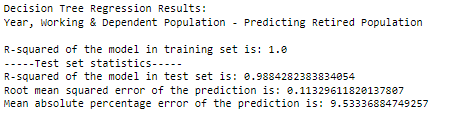 Decision Tree Regression Results:
Year, Working & Dependent Population - Predicting Retired Population
R-squared of the model in training set is: 1.0
-----Test set statistics-----
R-squared of the model in test set is: 0.9884282383834054
Root mean squared error of the prediction is: 0.11329611820137807
Mean absolute percentage error of the prediction is: 9.53336884749257